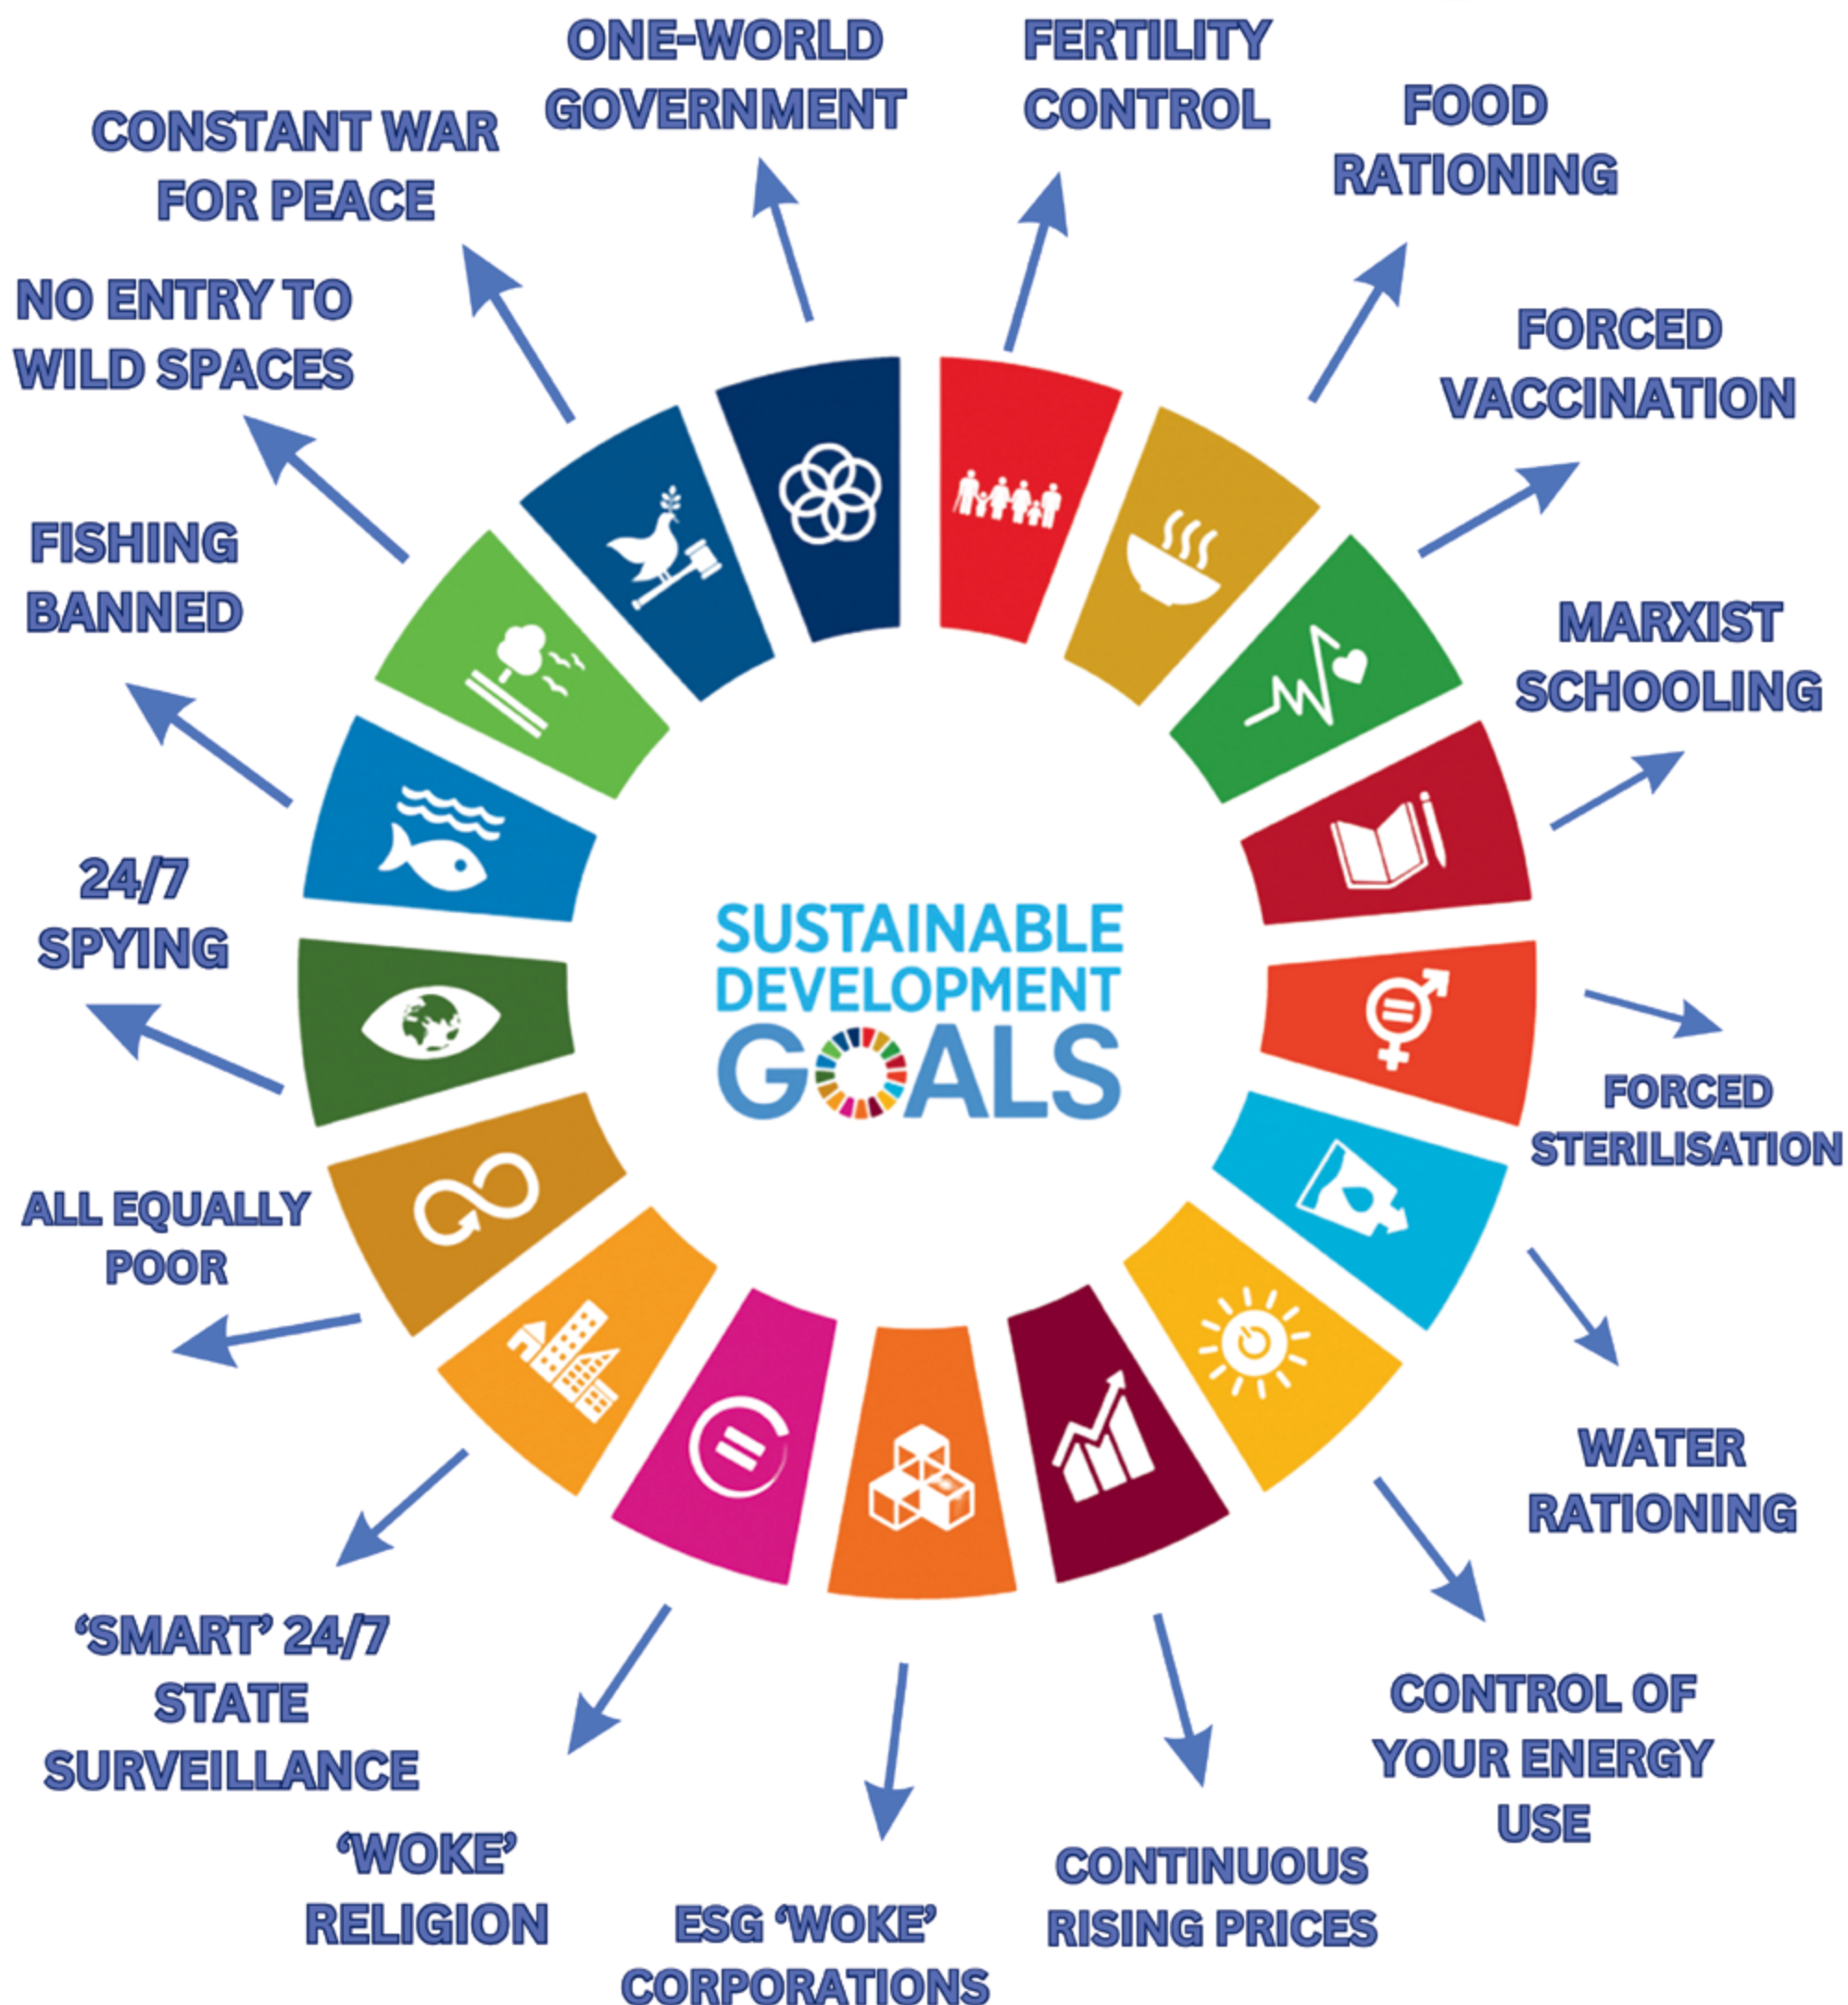 ONE-WORLD
GOVERNMENT
FERTILITY
CONTROL
FOOD
RATIONING
FORCED
VACCINATION
MARXIST
SCHOOLING
FORCED
STERILISATION
WATER
RATIONING
CONTROL OF
YOUR ENERGY
USE
CONTINUOUS
RISING PRICES
ESG ‘WOKE’
CORPORATIONS
‘WOKE’
RELIGION
‘SMART’ 24/7
STATE
SURVEILLANCE
ALL EQUALLY
POOR
24/7
SPYING
FISHING
BANNED
NO ENTRY TO
WILD SPACES
CONSTANT WAR
FOR PEACE
SUSTAINABLE
DEVELOPMENT
GOALS